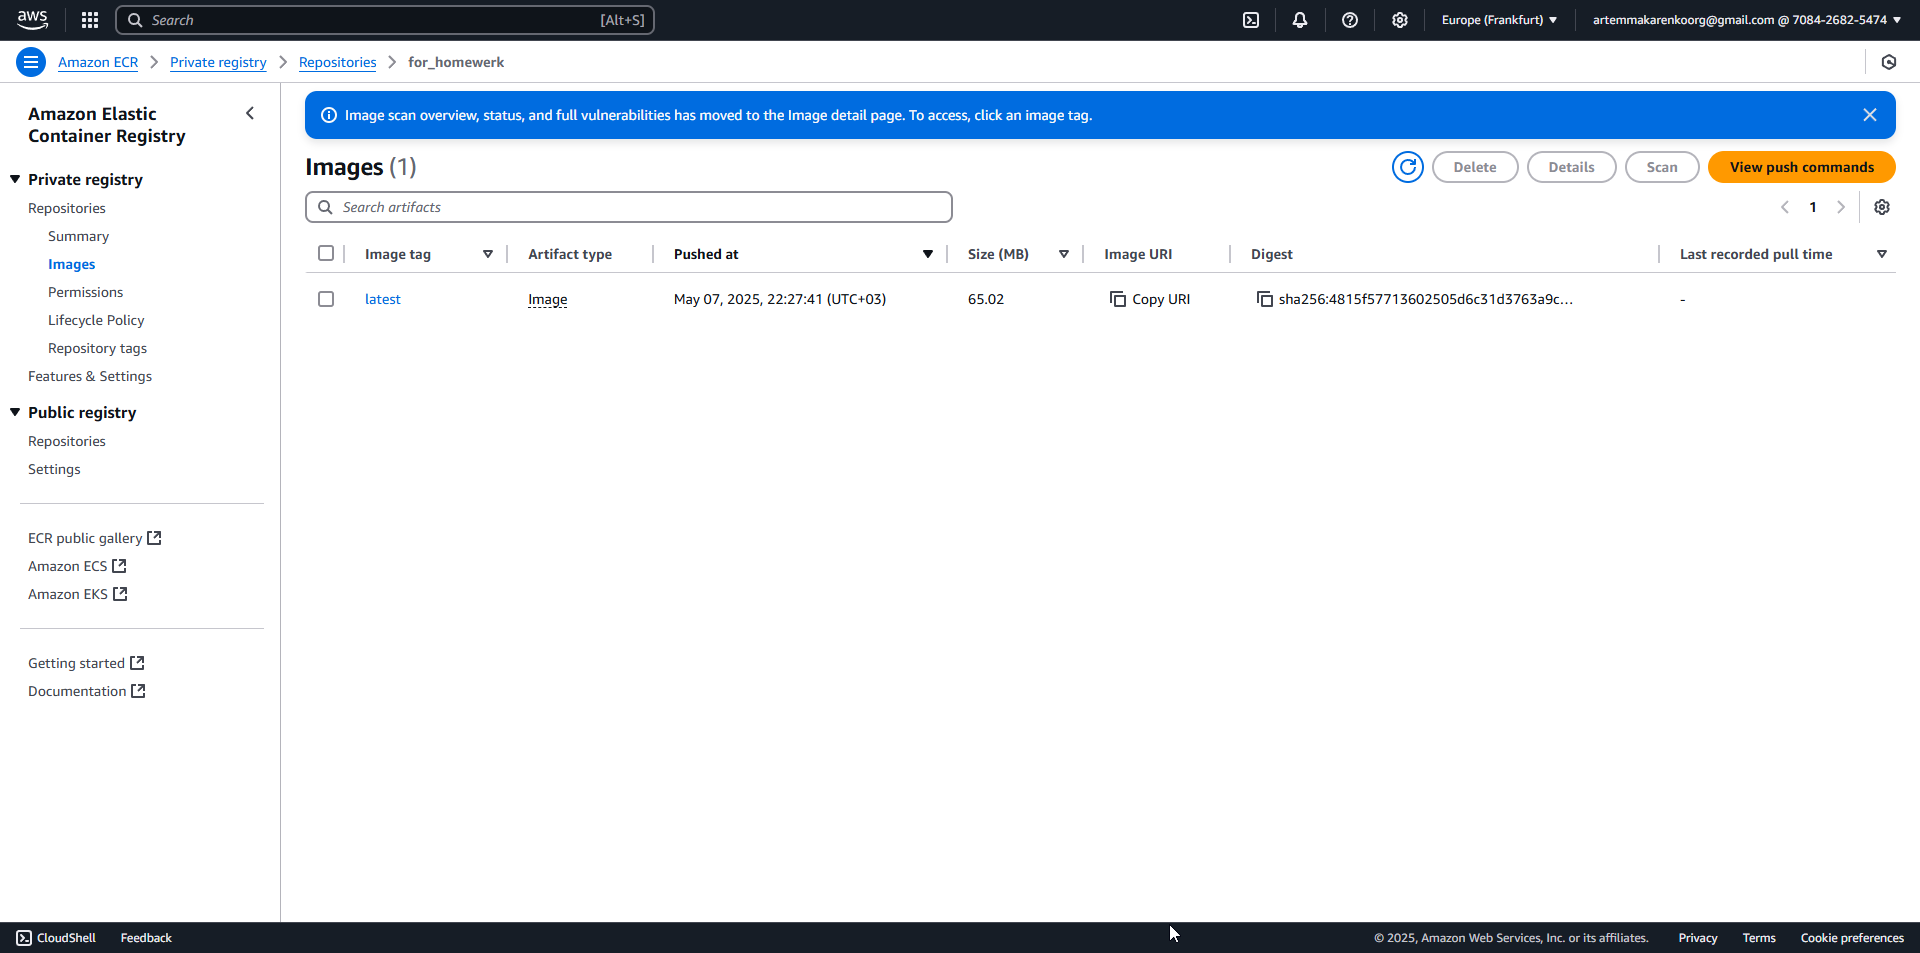 aws
Search [Alt+S]
Europe (Frankfurt)
artemmakarenkoorg@gmail.com @ 7084-2682-5474
Amazon ECR > Private registry > Repositories > for_homewerk
Amazon Elastic
Container Registry
Private registry
Repositories
Summary
Images
Permissions
Lifecycle Policy
Repository tags
Features & Settings
Public registry
Repositories
Settings
ECR public gallery
Amazon ECS
Amazon EKS
Getting started
Documentation
Image scan overview, status, and full vulnerabilities has moved to the Image detail page. To access, click an image tag.
Images (1)
Delete
Details
Scan
View push commands
Search artifacts
1
Image tag Artifact type Pushed at Size (MB) Image URI Digest Last recorded pull time
latest Image May 07, 2025, 22:27:41 (UTC+03) 65.02 Copy URI sha256:4815f57713602505d6c31d3763a9c... -
CloudShell Feedback © 2025, Amazon Web Services, Inc. or its affiliates. Privacy Terms Cookie preferences